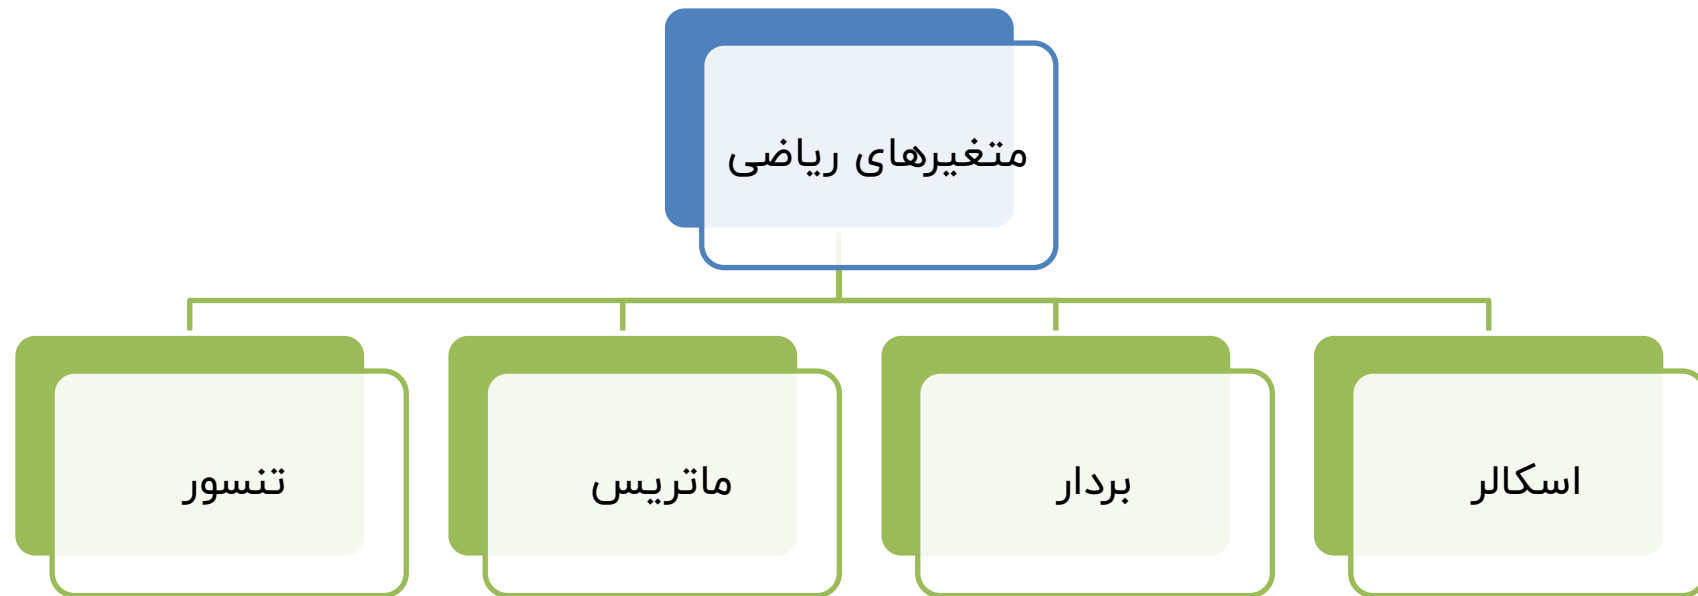 متغیرهای ریاضی
اسکالر
بردار
ماتریس
تنسور